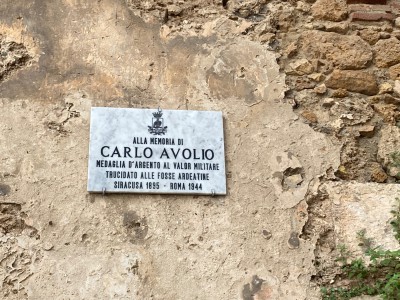 ALLA MEMORIA DI
CARLO AVOLIO
MEDAGLIA D'ARGENTO AL VALOR MILITARE
TRUCIDATO ALLE FOSSE ARDEATINE
SIRACUSA 1895 - ROMA 1944